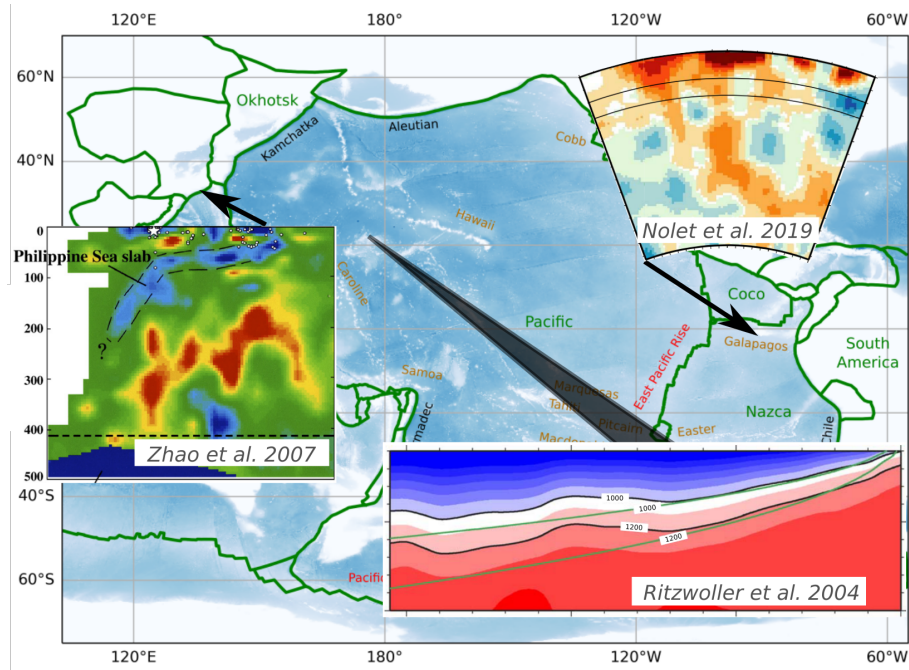 120°E
180°
120°W
60°W
60°N
Okhotsk
Kamchatka
Aleutian
40°N
Cobb
Hawaii
Nolet et al. 2019
0
Philippine Sea slab
100
200
?
300
400
500
Zhao et al. 2007
Caroline
Pacific
Coco
Galapagos
South
America
East Pacific Rise
Samoa
Marquesas
Tahiti
Pitcairn
Easter
Nazca
Chile
madec
Macdon
40°S
60°S
Pacific
1000
1000
1200
1200
Ritzwoller et al. 2004
120°E
180°
120°W
60°W